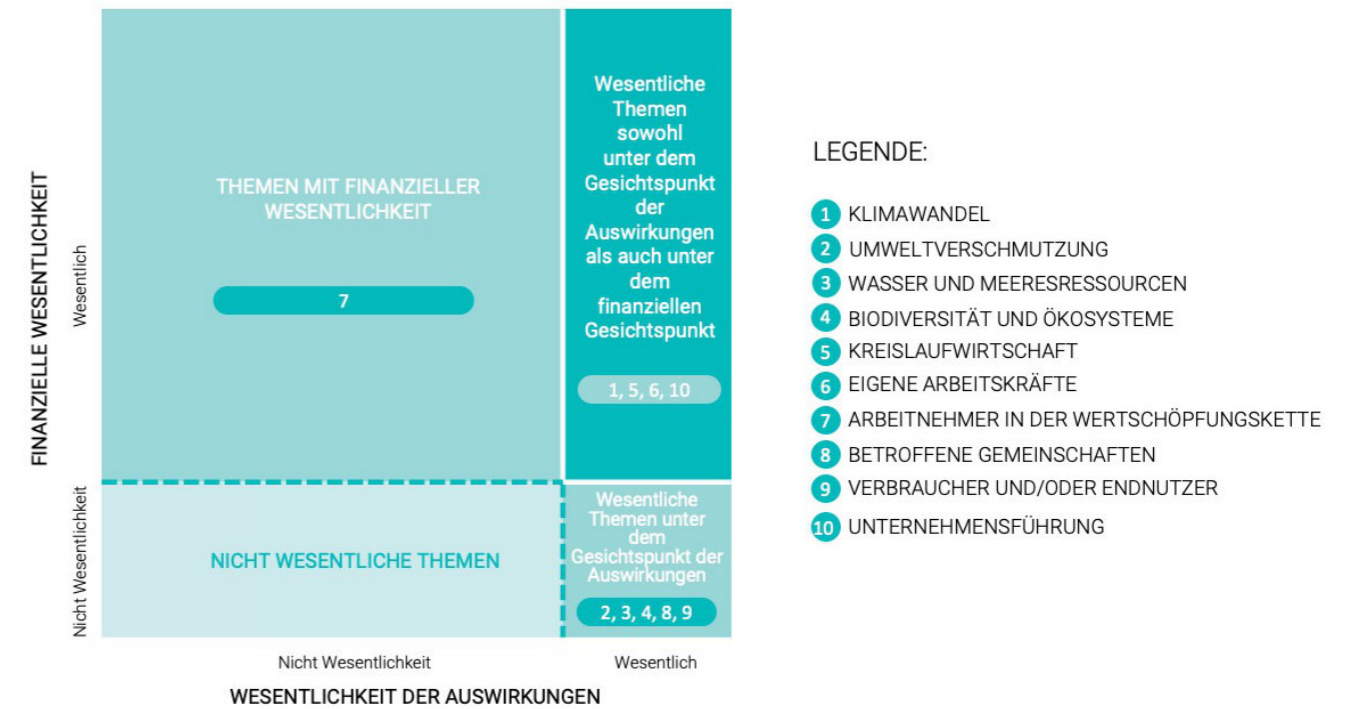 FINANZIELLE WESENTLICHKEIT
Wesentlich
Nicht Wesentlichkeit
THEMEN MIT FINANZIELLER
WESENTLICHKEIT
7
Wesentliche
Themen
sowohl
unter dem
Gesichtspunkt
der
Auswirkungen
als auch unter
dem
finanziellen
Gesichtspunkt
1, 5, 6, 10
NICHT WESENTLICHE THEMEN
Wesentliche
Themen unter
dem
Gesichtspunkt der
Auswirkungen
2, 3, 4, 8, 9
Nicht Wesentlichkeit
Wesentlich
WESENTLICHKEIT DER AUSWIRKUNGEN
LEGENDE:
1 KLIMAWANDEL
2 UMWELTVERSCHMUTZUNG
3 WASSER UND MEERESRESSOURCEN
4 BIODIVERSITÄT UND ÖKOSYSTEME
5 KREISLAUFWIRTSCHAFT
6 EIGENE ARBEITSKRÄFTE
7 ARBEITNEHMER IN DER WERTSCHÖPFUNGSKETTE
8 BETROFFENE GEMEINSCHAFTEN
9 VERBRAUCHER UND/ODER ENDNUTZER
10 UNTERNEHMENSFÜHRUNG